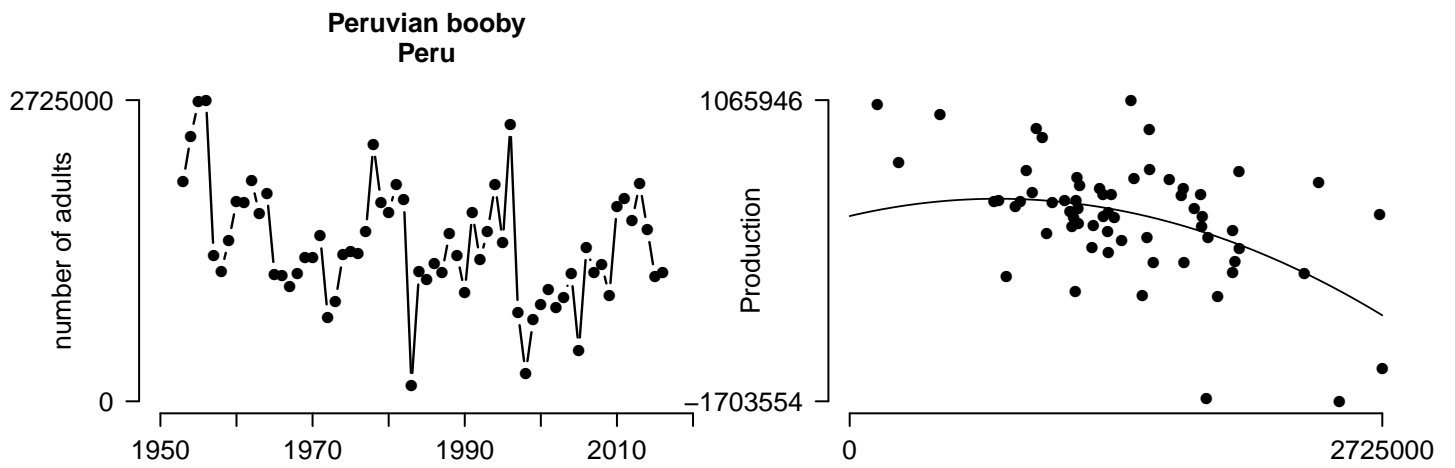 Peruvian booby
Peru
number of adults
2725000
0
1950
1970
1990
2010
Production
1065946
−1703554
0
2725000